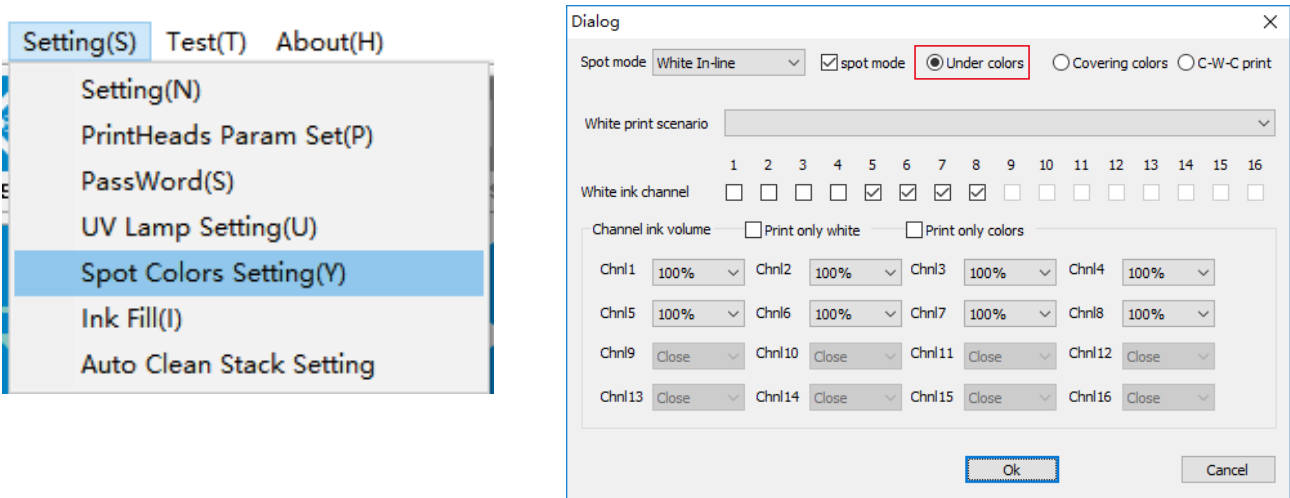 Setting(S) Test(T) About(H)
Setting(N)
PrintHeads Param Set(P)
PassWord(S)
UV Lamp Setting(U)
Spot Colors Setting(Y)
Ink Fill(I)
Auto Clean Stack Setting
Dialog
Spot mode White In-line spot mode Under colors Covering colors C-W-C print
White print scenario
1 2 3 4 5 6 7 8 9 10 11 12 13 14 15 16
White ink channel
Channel ink volume Print only white Print only colors
Chnl1 100% Chnl2 100% Chnl3 100% Chnl4 100%
Chnl5 100% Chnl6 100% Chnl7 100% Chnl8 100%
Chnl9 Close Chnl10 Close Chnl11 Close Chnl12 Close
Chnl13 Close Chnl14 Close Chnl15 Close Chnl16 Close
Ok Cancel